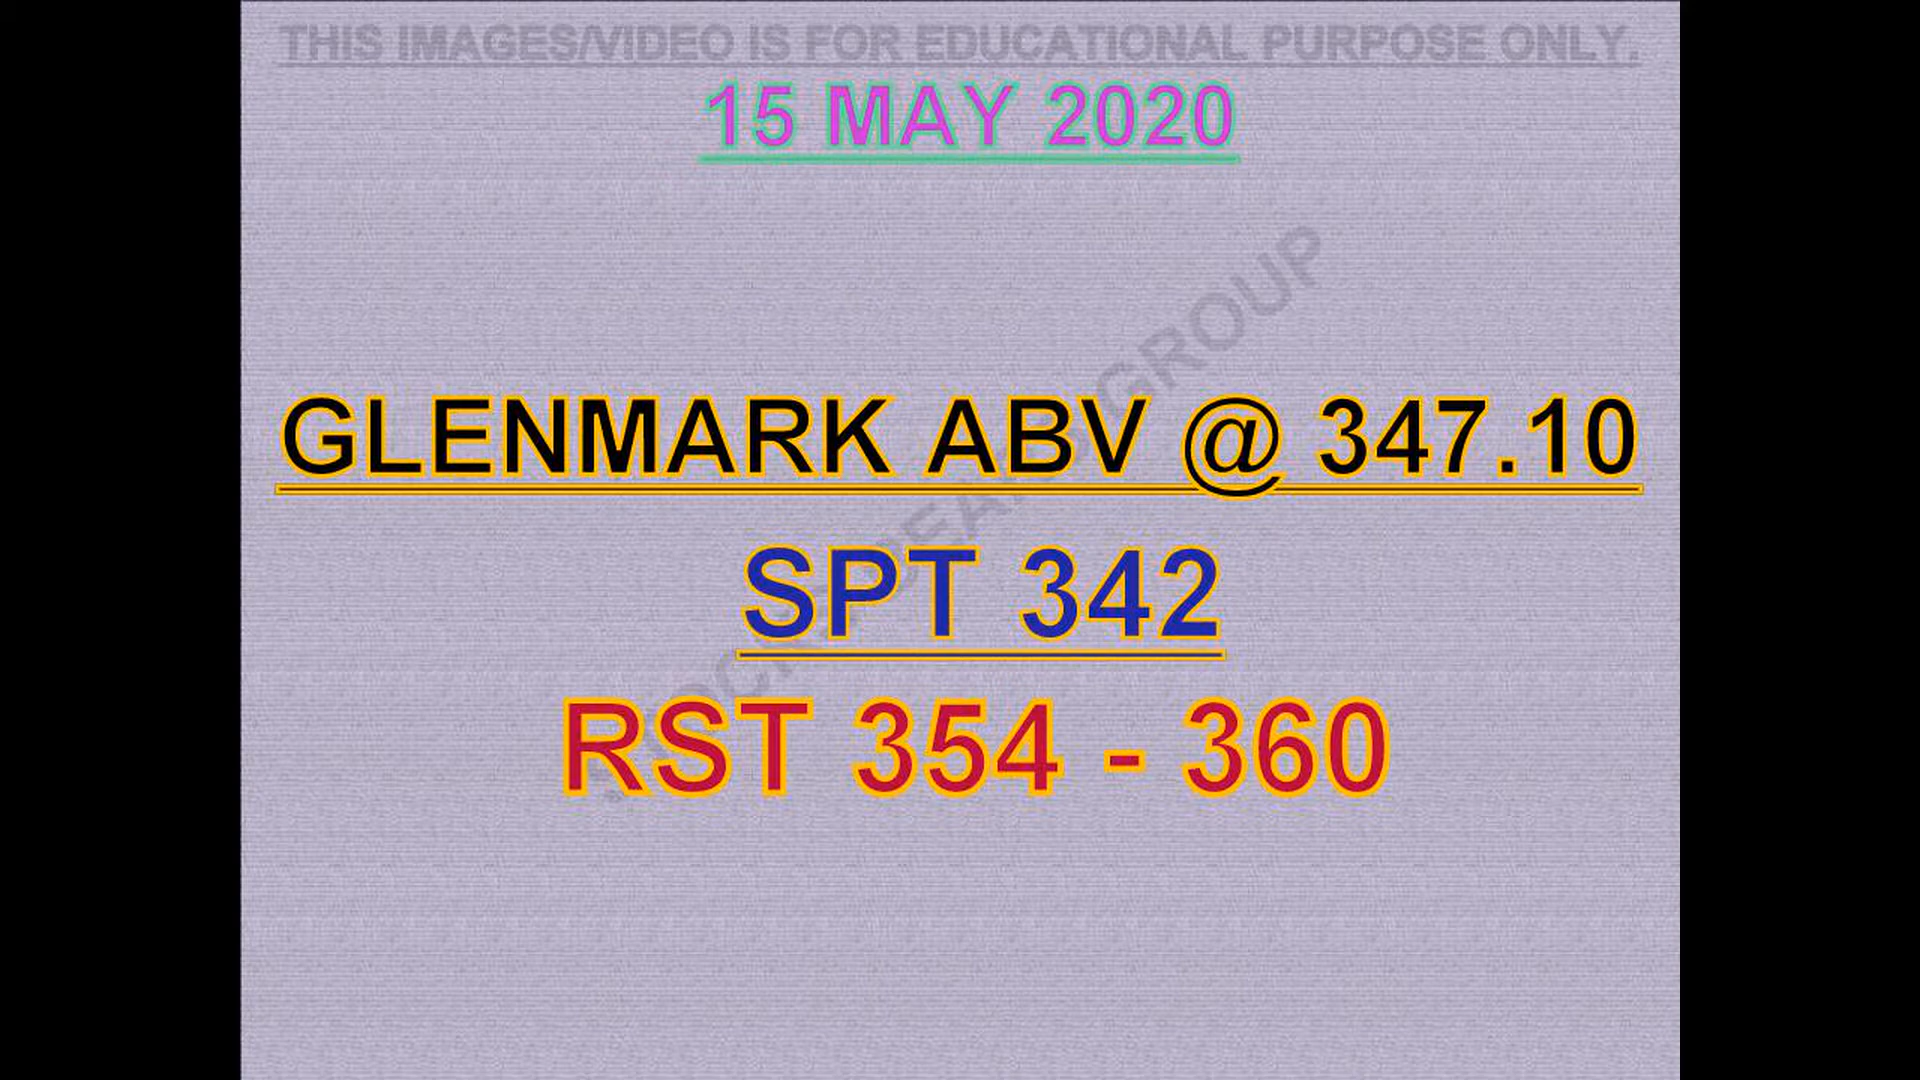 THIS IMAGES/VIDEO IS FOR EDUCATIONAL PURPOSE ONLY.
15 MAY 2020
GLENMARK ABV @ 347.10
SPT 342
RST 354 - 360
GROUP